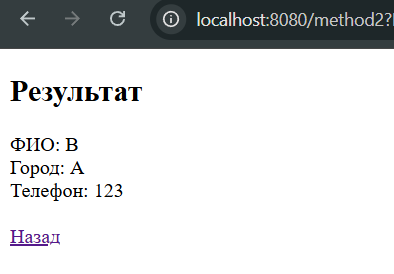 localhost:8080/method2?
Результат
ФИО: В
Город: А
Телефон: 123
Назад